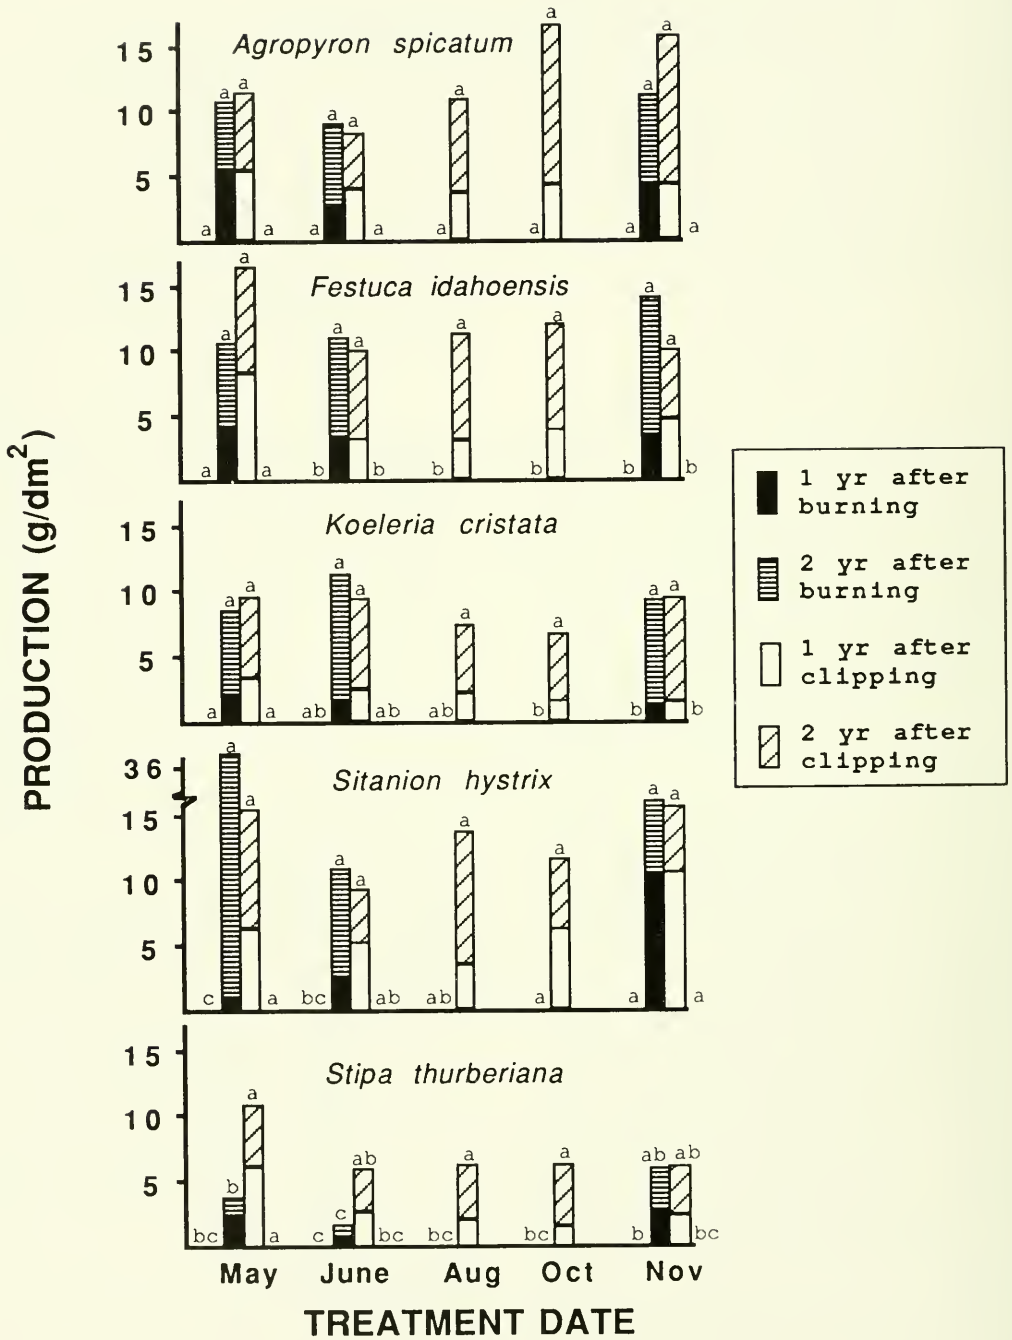 PRODUCTION (g/dm²)
Agropyron spicatum
15
10
5
a a a a a a a
a a a a a a a a
Festuca idahoensis
15
10
5
a a a a a a a a
a a b b b b b b
Koeleria cristata
15
10
5
a a a a a a a a
a a ab ab ab b b b
Sitanion hystrix
36
15
10
5
a a a a a a a a
c a bc ab ab a a a
Stipa thurberiana
15
10
5
b a c ab a a ab ab
bc a c bc bc bc b bc
May June Aug Oct Nov
TREATMENT DATE
1 yr after
burning
2 yr after
burning
1 yr after
clipping
2 yr after
clipping